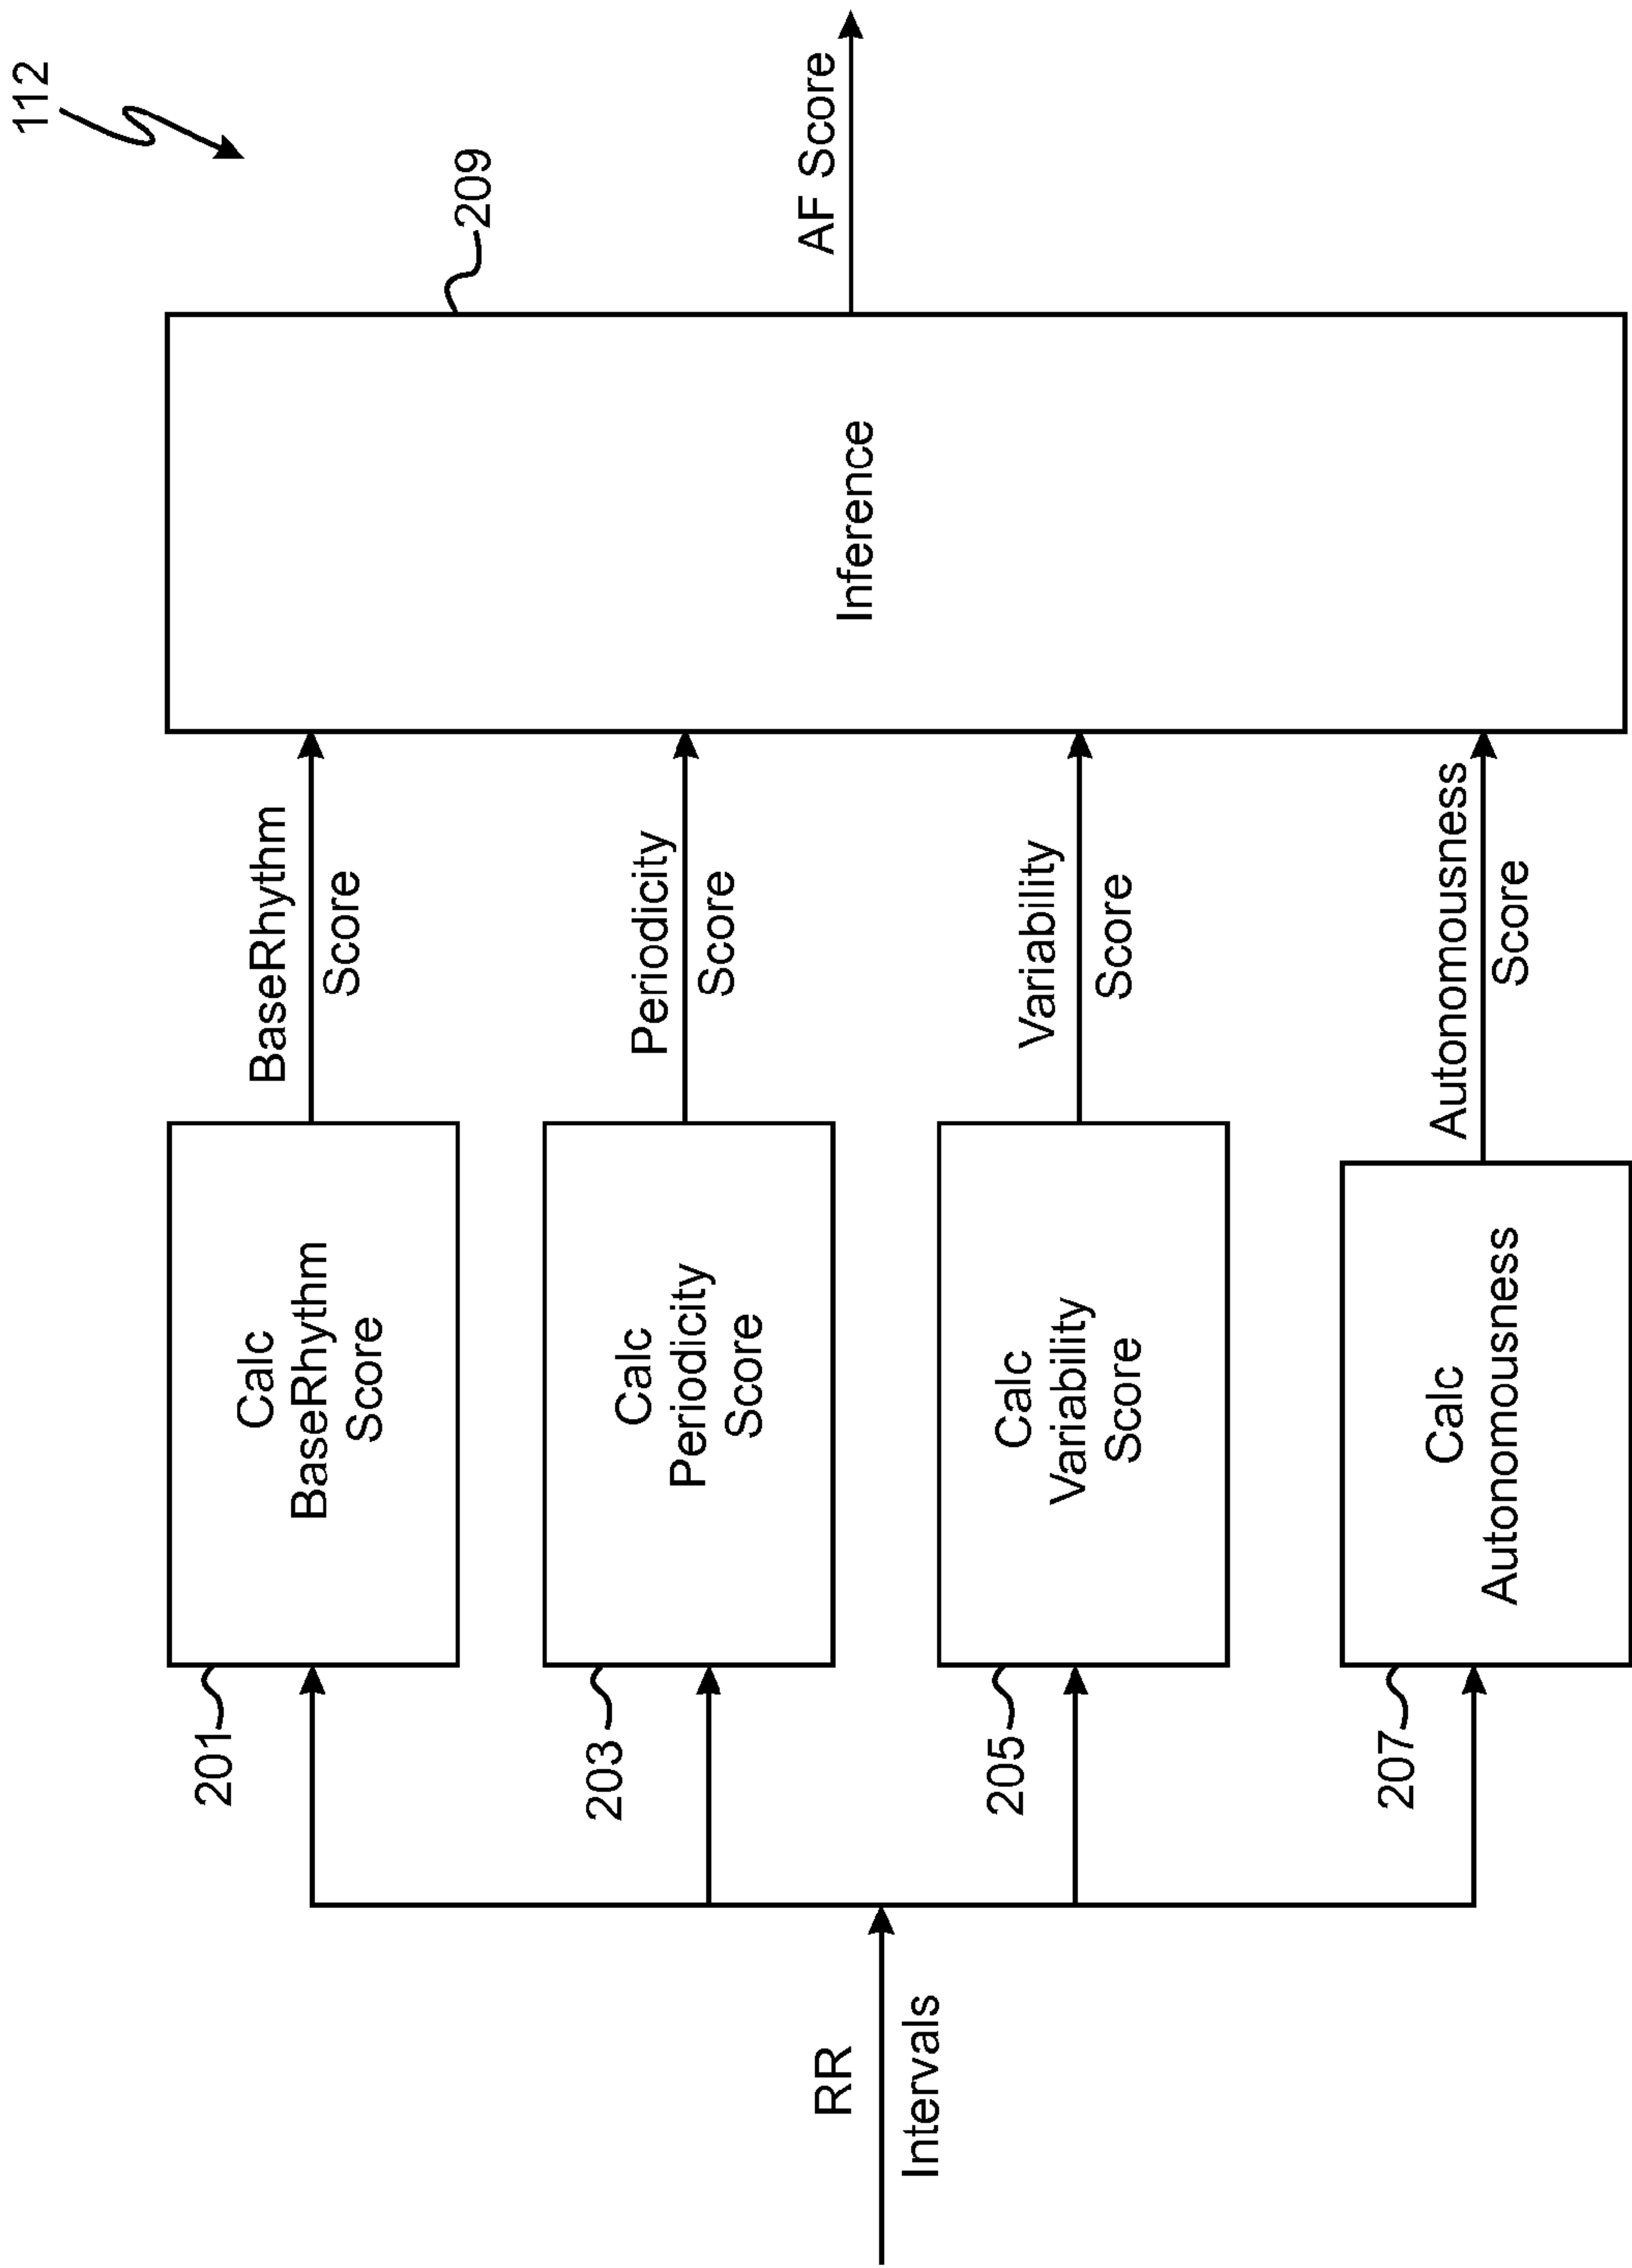 112
RR
Intervals
201
Calc
BaseRhythm
Score
BaseRhythm
Score
203
Calc
Periodicity
Score
Periodicity
Score
205
Calc
Variability
Score
Variability
Score
207
Calc
Autonomousness
Autonomousness
Score
209
Inference
AF Score